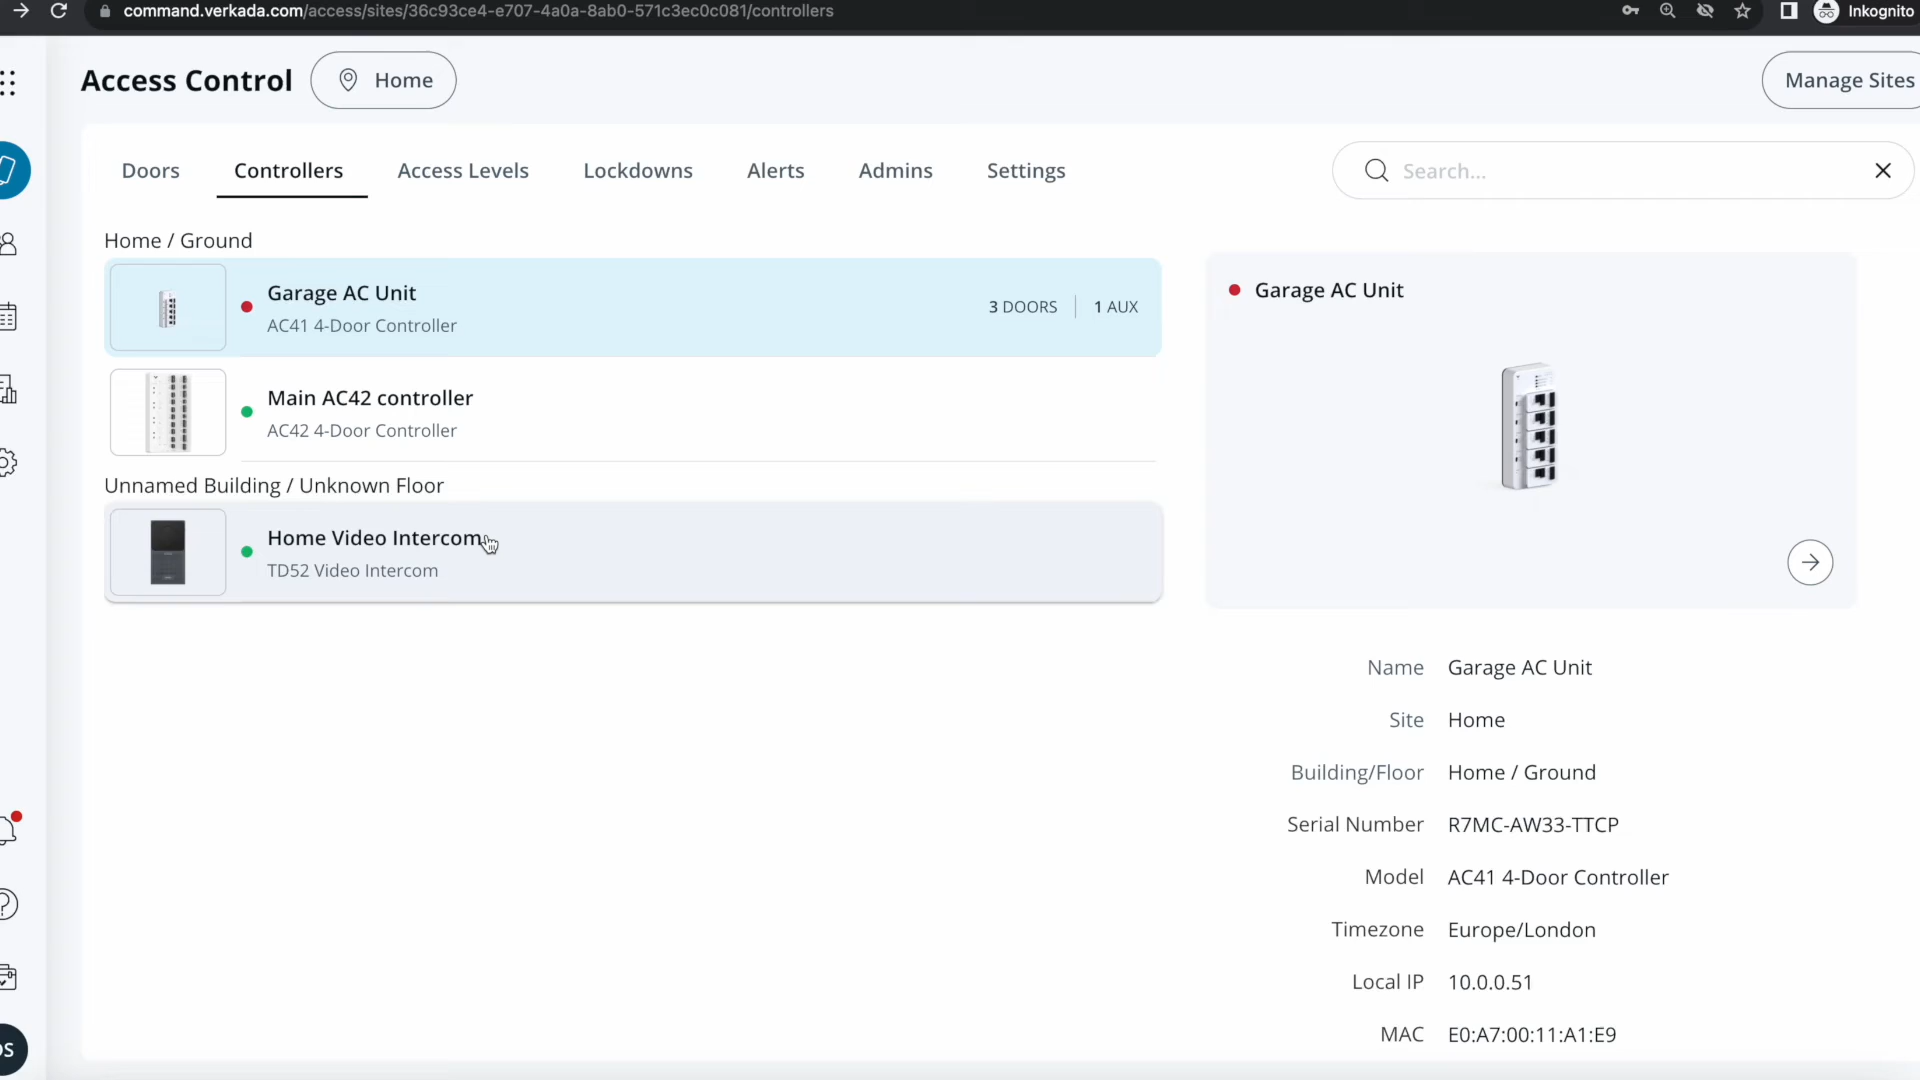 command.verkada.com/access/sites/36c93ce4-e707-4a0a-8ab0-571c3ec0c081/controllers
Inkognito
Access Control
Home
Manage Sites
Doors
Controllers
Access Levels
Lockdowns
Alerts
Admins
Settings
Search...
Home / Ground
Garage AC Unit
AC41 4-Door Controller
3 DOORS
1 AUX
Main AC42 controller
AC42 4-Door Controller
Unnamed Building / Unknown Floor
Home Video Intercom
TD52 Video Intercom
Garage AC Unit
Name Garage AC Unit
Site Home
Building/Floor Home / Ground
Serial Number R7MC-AW33-TTCP
Model AC41 4-Door Controller
Timezone Europe/London
Local IP 10.0.0.51
MAC E0:A7:00:11:A1:E9